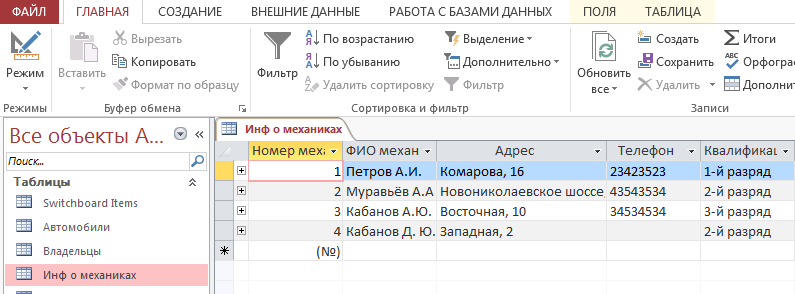 ФАЙЛ ГЛАВНАЯ СОЗДАНИЕ ВНЕШНИЕ ДАННЫЕ РАБОТА С БАЗАМИ ДАННЫХ ПОЛЯ ТАБЛИЦА
Режим
Режимы
Вставить
Вырезать
Копировать
Формат по образцу
Буфер обмена
Фильтр
По возрастанию
По убыванию
Удалить сортировку
Выделение
Дополнительно
Сортировка и фильтр
Обновить
все
Создать
Сохранить
Удалить
Итоги
Орфогра
Записи
Все объекты A...
Поиск...
Таблицы
Switchboard Items
Автомобили
Владельцы
Инф о механиках
Инф о механиках
Номер меха ФИО механ Адрес Телефон Квалификац
1 Петров А.И. Комарова, 16 23423523 1-й разряд
2 Муравьёв А.А Новониколаевское шоссе, 43543534 2-й разряд
3 Кабанов А.Ю. Восточная, 10 34534534 3-й разряд
4 Кабанов Д. Ю. Западная, 2 2-й разряд
(№)